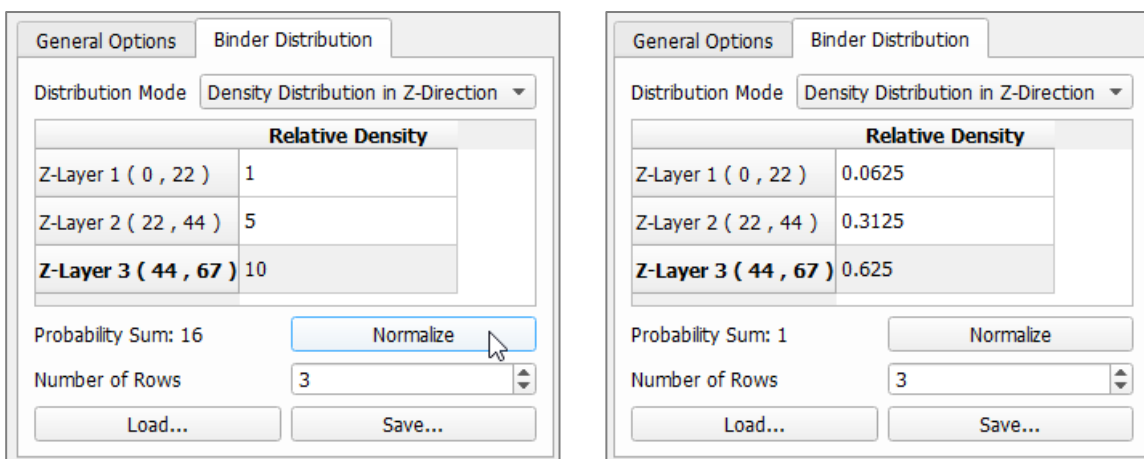 General Options Binder Distribution
Distribution Mode Density Distribution in Z-Direction
Relative Density
Z-Layer 1 ( 0 , 22 ) 1
Z-Layer 2 ( 22 , 44 ) 5
Z-Layer 3 ( 44 , 67 ) 10
Probability Sum: 16 Normalize
Number of Rows 3
Load... Save...
General Options Binder Distribution
Distribution Mode Density Distribution in Z-Direction
Relative Density
Z-Layer 1 ( 0 , 22 ) 0.0625
Z-Layer 2 ( 22 , 44 ) 0.3125
Z-Layer 3 ( 44 , 67 ) 0.625
Probability Sum: 1 Normalize
Number of Rows 3
Load... Save...